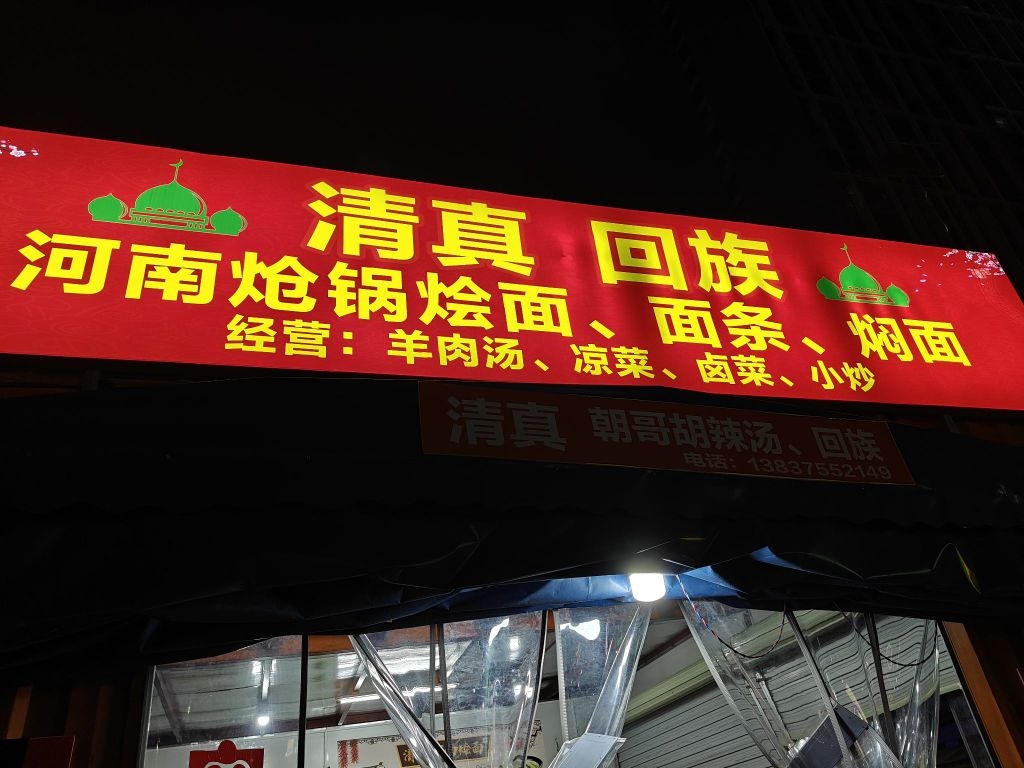 清真 回族
河南炝锅烩面、面条、焖面
经营：羊肉汤、凉菜、卤菜、小炒
清真 朝哥胡辣汤、回族
电话：13837552149